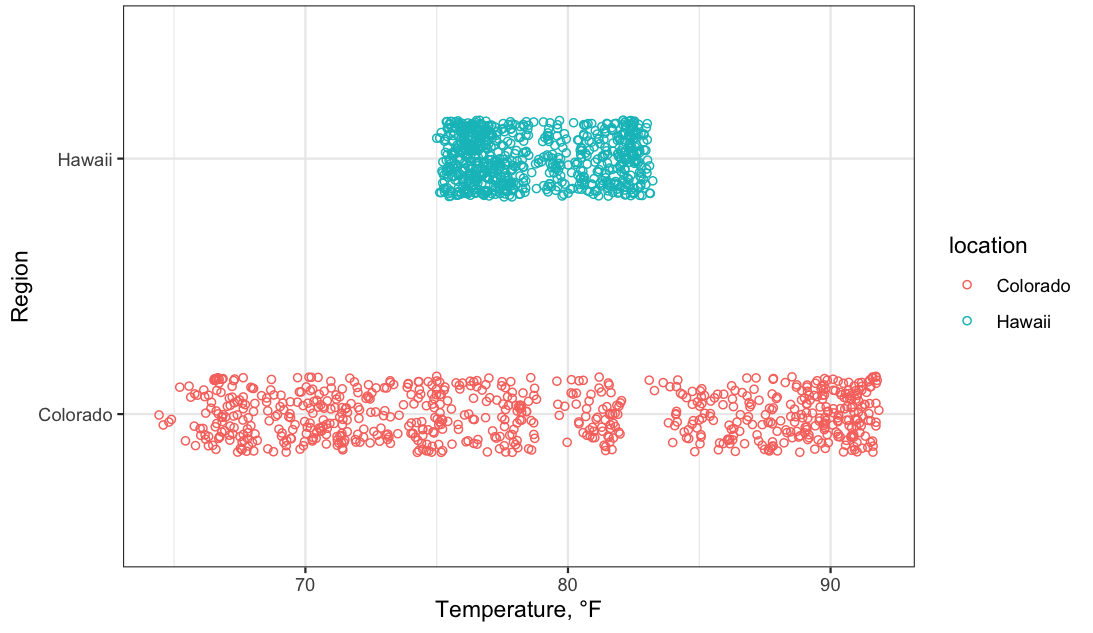 Region
Hawaii
Colorado
70
80
90
Temperature, °F
location
Colorado
Hawaii